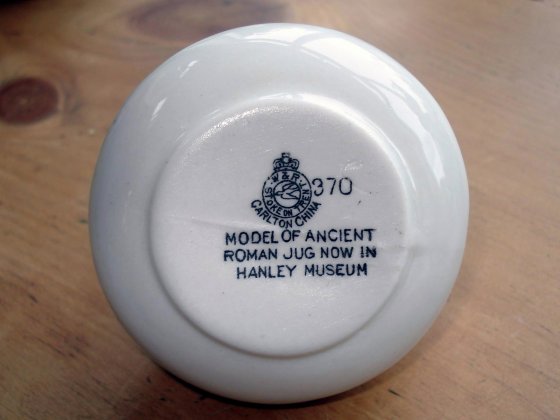 W & R
STOKE ON TRENT
370
CARLTON CHINA
MODEL OF ANCIENT
ROMAN JUG NOW IN
HANLEY MUSEUM